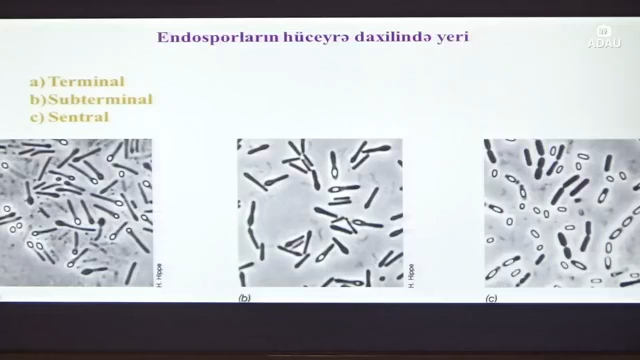 ADAU
Endosporların hüceyrə daxilində yeri
a) Terminal
b)Subterminal
c) Sentral
H. Hippe
H. Hippe
(b)
(c)